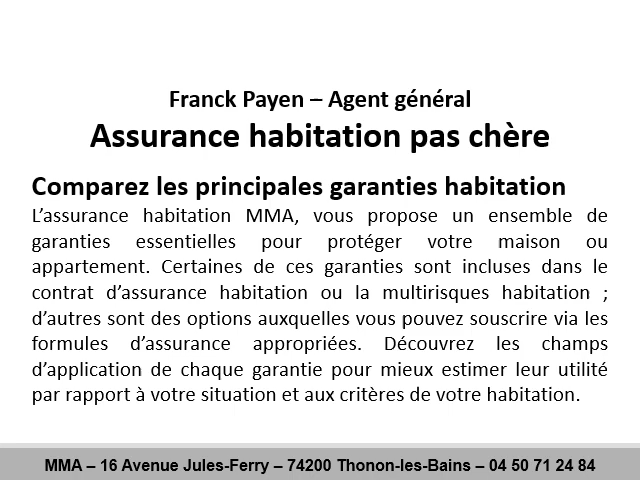 Franck Payen – Agent général
Assurance habitation pas chère
Comparez les principales garanties habitation
L’assurance habitation MMA, vous propose un ensemble de
garanties essentielles pour protéger votre maison ou
appartement. Certaines de ces garanties sont incluses dans le
contrat d’assurance habitation ou la multirisques habitation ;
d’autres sont des options auxquelles vous pouvez souscrire via les
formules d’assurance appropriées. Découvrez les champs
d’application de chaque garantie pour mieux estimer leur utilité
par rapport à votre situation et aux critères de votre habitation.
MMA – 16 Avenue Jules-Ferry – 74200 Thonon-les-Bains – 04 50 71 24 84